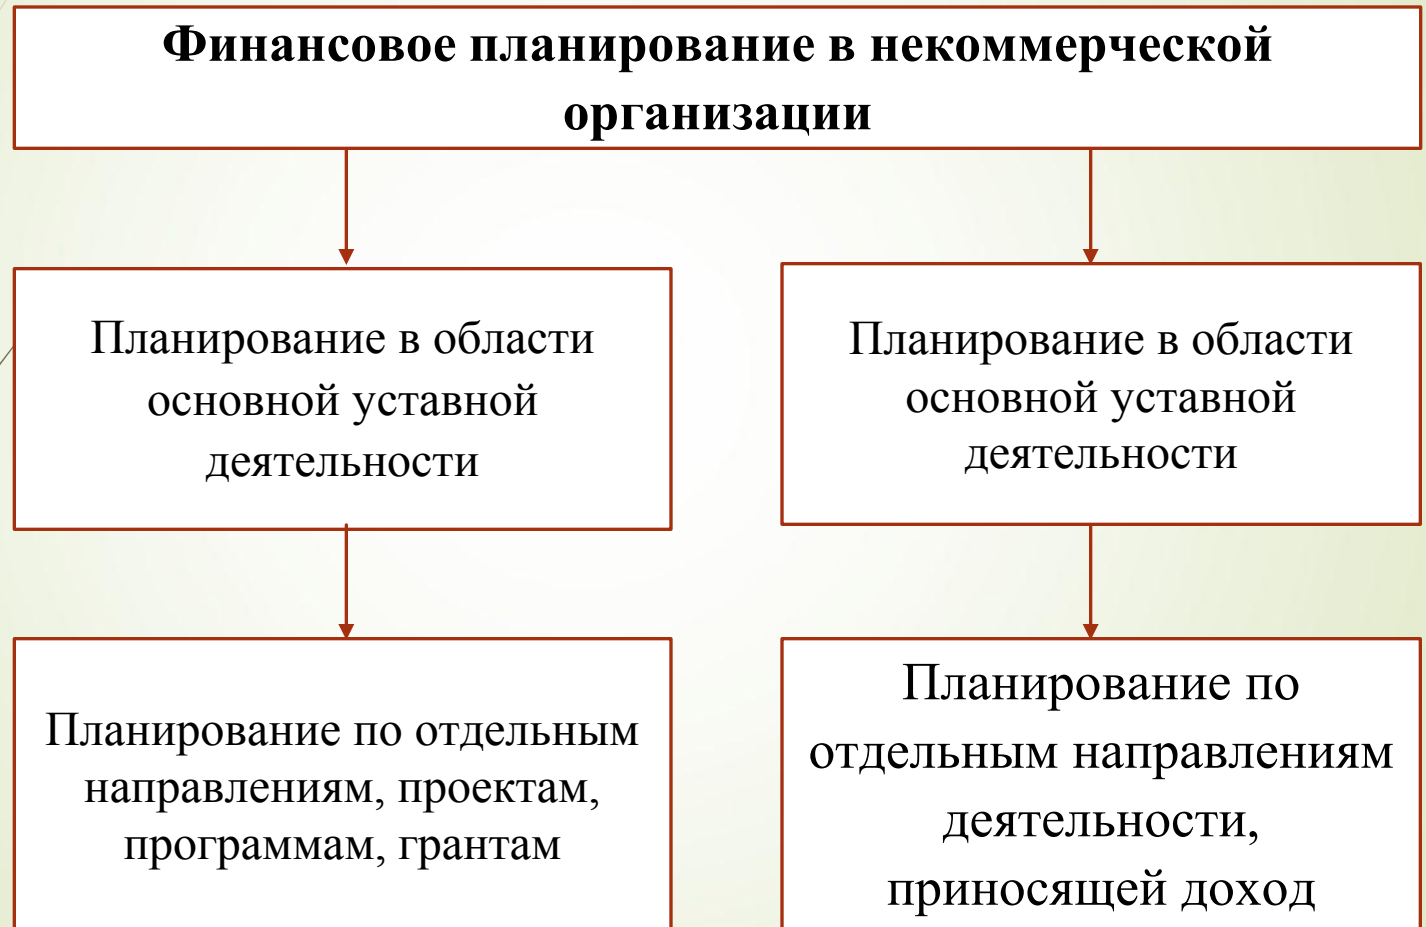 Финансовое планирование в некоммерческой
организации
Планирование в области
основной уставной
деятельности
Планирование в области
основной уставной
деятельности
Планирование по отдельным
направлениям, проектам,
программам, грантам
Планирование по
отдельным направлениям
деятельности,
приносящей доход